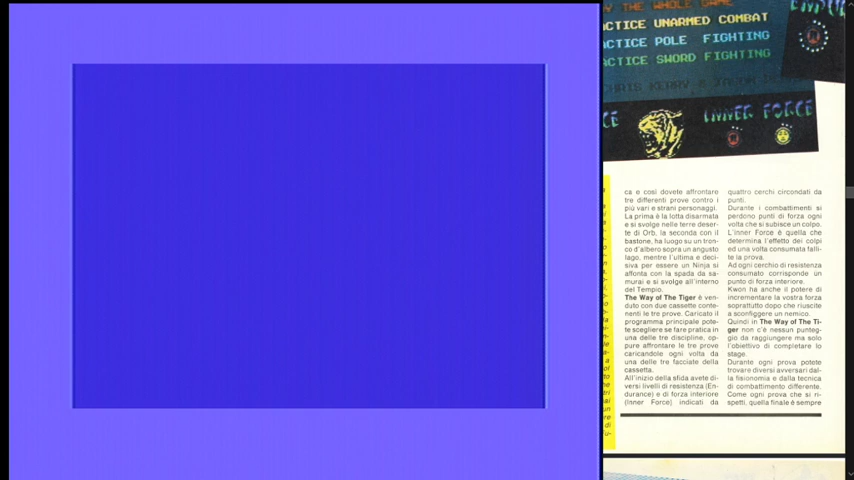 THE WHOLE GAME
ACTICE UNARMED COMBAT
ACTICE POLE FIGHTING
ACTICE SWORD FIGHTING
CHRIS KERRY &
INNER FORCE
ca e così dovete affrontare
tre differenti prove contro i
più vari e strani personaggi.
La prima è la lotta disarmata
e si svolge nelle terre deser-
te di Orb, la seconda con il
bastone, ha luogo su un tron-
co d'albero sopra un angusto
lago, mentre l'ultima e deci-
siva per essere un Ninja si
affonta con la spada da sa-
murai e si svolge all'interno
del Tempio.
The Way of The Tiger è ven-
duto con due cassette conte-
nenti le tre prove. Caricato il
programma principale pote-
te scegliere se fare pratica in
una delle tre discipline, op-
pure affrontare le tre prove
caricandole ogni volta da
una delle tre facciate della
cassetta.
All'inizio della sfida avete di-
versi livelli di resistenza (En-
durance) e di forza interiore
(Inner Force) indicati da
quattro cerchi circondati da
punti.
Durante i combattimenti si
perdono punti di forza ogni
volta che si subisce un colpo.
L'Inner Force è quella che
determina l'effetto dei colpi
ed una volta consumata falli-
te la prova.
Ad ogni cerchio di resistenza
consumato corrisponde un
punto di forza interiore.
Kwon ha anche il potere di
incrementare la vostra forza
soprattutto dopo che riuscite
a sconfiggere un nemico.
Quindi in The Way of The Ti-
ger non c'è nessun punteg-
gio da raggiungere ma solo
l'obiettivo di completare lo
stage.
Durante ogni prova potete
trovare diversi avversari dal-
la fisionomia e dalla tecnica
di combattimento differente.
Come ogni prova che si ri-
spetti, quella finale è sempre